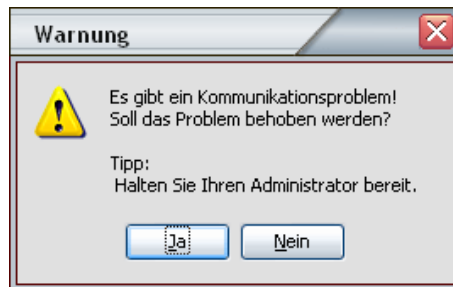 Warnung
Es gibt ein Kommunikationsproblem!
Soll das Problem behoben werden?
Tipp:
Halten Sie Ihren Administrator bereit.
Ja
Nein